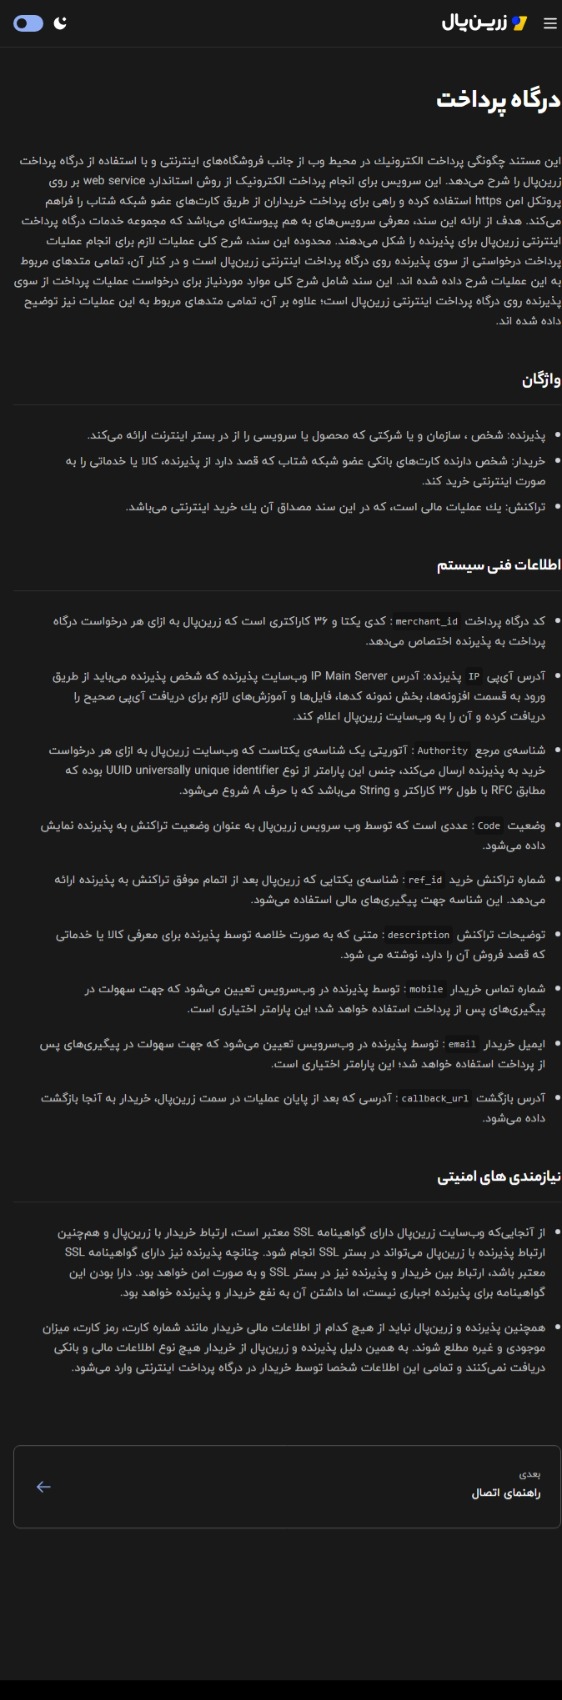 زرین‌پال
درگاه پرداخت
این مستند چگونگی پرداخت الکترونیك در محیط وب از جانب فروشگاه‌های اینترنتی و با استفاده از درگاه پرداخت
زرین‌پال را شرح می‌دهد. این سرویس برای انجام پرداخت الکترونیک از روش استاندارد web service بر روی
پروتکل امن https استفاده کرده و راهی برای پرداخت خریداران از طریق کارت‌های عضو شبکه شتاب را فراهم
می‌کند. هدف از ارائه این سند، معرفی سرویس‌های به هم پیوسته‌ای می‌باشد که مجموعه خدمات درگاه پرداخت
اینترنتی زرین‌پال برای پذیرنده را شکل می‌دهند. محدوده این سند، شرح کلی عملیات لازم برای انجام عملیات
پرداخت درخواستی از سوی پذیرنده روی درگاه پرداخت اینترنتی زرین‌پال است و در کنار آن، تمامی متدهای مربوط
به این عملیات شرح داده شده اند. این سند شامل شرح کلی موارد موردنیاز برای درخواست عملیات پرداخت از سوی
پذیرنده روی درگاه پرداخت اینترنتی زرین‌پال است؛ علاوه بر آن، تمامی متدهای مربوط به این عملیات نیز توضیح
داده شده اند.
واژگان
پذیرنده: شخص ، سازمان و یا شرکتی که محصول یا سرویسی را از در بستر اینترنت ارائه می‌کند.
خریدار: شخص دارنده کارت‌های بانکی عضو شبکه شتاب که قصد دارد از پذیرنده، کالا یا خدماتی را به
صورت اینترنتی خرید کند.
تراکنش: یك عملیات مالی است، که در این سند مصداق آن یك خرید اینترنتی می‌باشد.
اطلاعات فنی سیستم
کد درگاه پرداخت merchant_id : کدی یکتا و ۳۶ کاراکتری است که زرین‌پال به ازای هر درخواست درگاه
پرداخت به پذیرنده اختصاص می‌دهد.
آدرس آی‌پی IP پذیرنده: آدرس IP Main Server وب‌سایت پذیرنده که شخص پذیرنده می‌باید از طریق
ورود به قسمت افزونه‌ها، بخش نمونه کدها، فایل‌ها و آموزش‌های لازم برای دریافت آی‌پی صحیح را
دریافت کرده و آن را به وب‌سایت زرین‌پال اعلام کند.
شناسه‌ی مرجع Authority : آتوریتی یک شناسه‌ی یکتاست که وب‌سایت زرین‌پال به ازای هر درخواست
خرید به پذیرنده ارسال می‌کند، جنس این پارامتر از نوع UUID universally unique identifier بوده که
مطابق RFC با طول ۳۶ کاراکتر و String می‌باشد که با حرف A شروع می‌شود.
وضعیت Code : عددی است که توسط وب سرویس زرین‌پال به عنوان وضعیت تراکنش به پذیرنده نمایش
داده می‌شود.
شماره تراکنش خرید ref_id : شناسه‌ی یکتایی که زرین‌پال بعد از اتمام موفق تراکنش به پذیرنده ارائه
می‌دهد. این شناسه جهت پیگیری‌های مالی استفاده می‌شود.
توضیحات تراکنش description : متنی که به صورت خلاصه توسط پذیرنده برای معرفی کالا یا خدماتی
که قصد فروش آن را دارد، نوشته می شود.
شماره تماس خریدار mobile : توسط پذیرنده در وب‌سرویس تعیین می‌شود که جهت سهولت در
پیگیری‌های پس از پرداخت استفاده خواهد شد؛ این پارامتر اختیاری است.
ایمیل خریدار email : توسط پذیرنده در وب‌سرویس تعیین می‌شود که جهت سهولت در پیگیری‌های پس
از پرداخت استفاده خواهد شد؛ این پارامتر اختیاری است.
آدرس بازگشت callback_url : آدرسی که بعد از پایان عملیات در سمت زرین‌پال، خریدار به آنجا بازگشت
داده می‌شود.
نیازمندی های امنیتی
از آنجایی‌که وب‌سایت زرین‌پال دارای گواهینامه SSL معتبر است، ارتباط خریدار با زرین‌پال و هم‌چنین
ارتباط پذیرنده با زرین‌پال می‌تواند در بستر SSL انجام شود. چنانچه پذیرنده نیز دارای گواهینامه SSL
معتبر باشد، ارتباط بین خریدار و پذیرنده نیز در بستر SSL و به صورت امن خواهد بود. دارا بودن این
گواهینامه برای پذیرنده اجباری نیست، اما داشتن آن به نفع خریدار و پذیرنده خواهد بود.
همچنین پذیرنده و زرین‌پال نباید از هیچ کدام از اطلاعات مالی خریدار مانند شماره کارت، رمز کارت، میزان
موجودی و غیره مطلع شوند. به همین دلیل پذیرنده و زرین‌پال از خریدار هیچ نوع اطلاعات مالی و بانکی
دریافت نمی‌کنند و تمامی این اطلاعات شخصا توسط خریدار در درگاه پرداخت اینترنتی وارد می‌شود.
بعدی
راهنمای اتصال